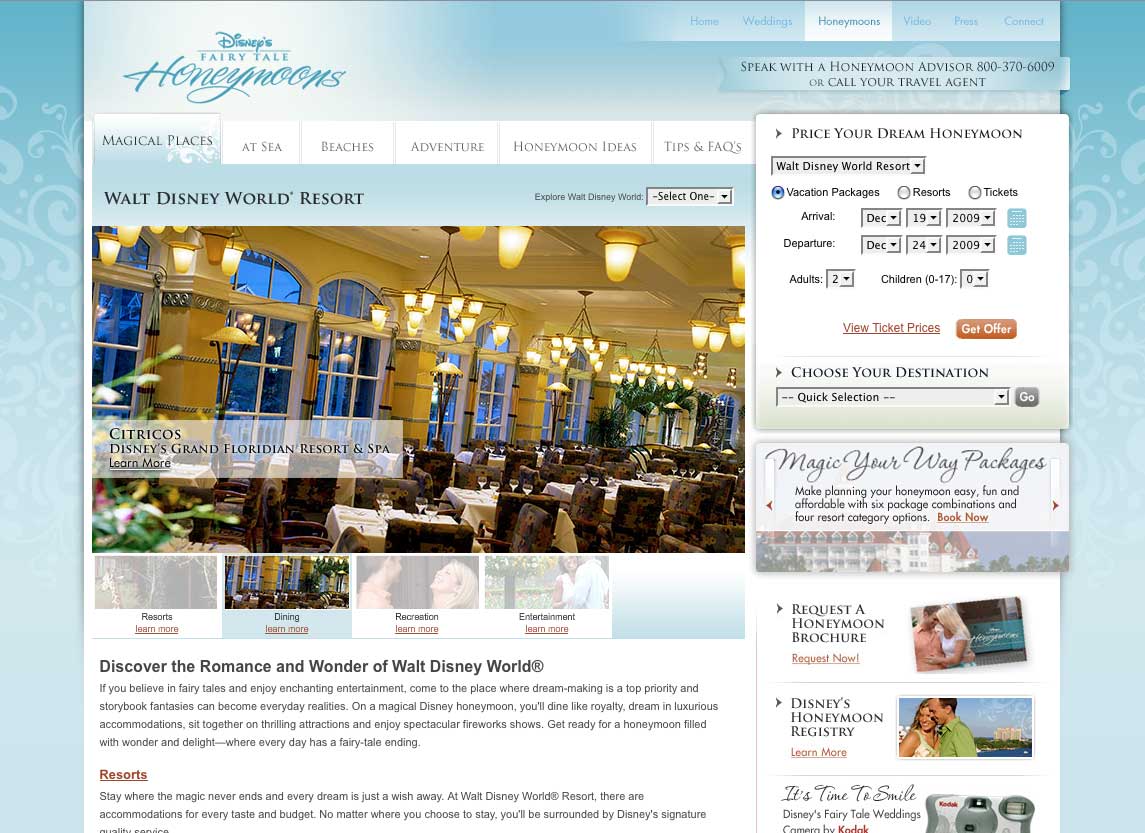 Home Weddings Honeymoons Video Press Connect
Disney's
FAIRY TALE
Honeymoons
SPEAK WITH A HONEYMOON ADVISOR 800-370-6009
OR CALL YOUR TRAVEL AGENT
MAGICAL PLACES AT SEA BEACHES ADVENTURE HONEYMOON IDEAS TIPS & FAQ'S
WALT DISNEY WORLD® RESORT
Explore Walt Disney World: -Select One-
CITRICOS
DISNEY'S GRAND FLORIDIAN RESORT & SPA
Learn More
Resorts
learn more
Dining
learn more
Recreation
learn more
Entertainment
learn more
Discover the Romance and Wonder of Walt Disney World®
If you believe in fairy tales and enjoy enchanting entertainment, come to the place where dream-making is a top priority and
storybook fantasies can become everyday realities. On a magical Disney honeymoon, you'll dine like royalty, dream in luxurious
accommodations, sit together on thrilling attractions and enjoy spectacular fireworks shows. Get ready for a honeymoon filled
with wonder and delight—where every day has a fairy-tale ending.
Resorts
Stay where the magic never ends and every dream is just a wish away. At Walt Disney World® Resort, there are
accommodations for every taste and budget. No matter where you choose to stay, you'll be surrounded by Disney's signature
quality service
PRICE YOUR DREAM HONEYMOON
Walt Disney World Resort
Vacation Packages Resorts Tickets
Arrival: Dec 19 2009
Departure: Dec 24 2009
Adults: 2 Children (0-17): 0
View Ticket Prices Get Offer
CHOOSE YOUR DESTINATION
-- Quick Selection -- Go
Magic Your Way Packages
Make planning your honeymoon easy, fun and
affordable with six package combinations and
four resort category options. Book Now
REQUEST A
HONEYMOON
BROCHURE
Request Now!
Honeymoons
DISNEY'S
HONEYMOON
REGISTRY
Learn More
It's Time To Smile
Disney's Fairy Tale Weddings
Camera by Kodak
Kodak